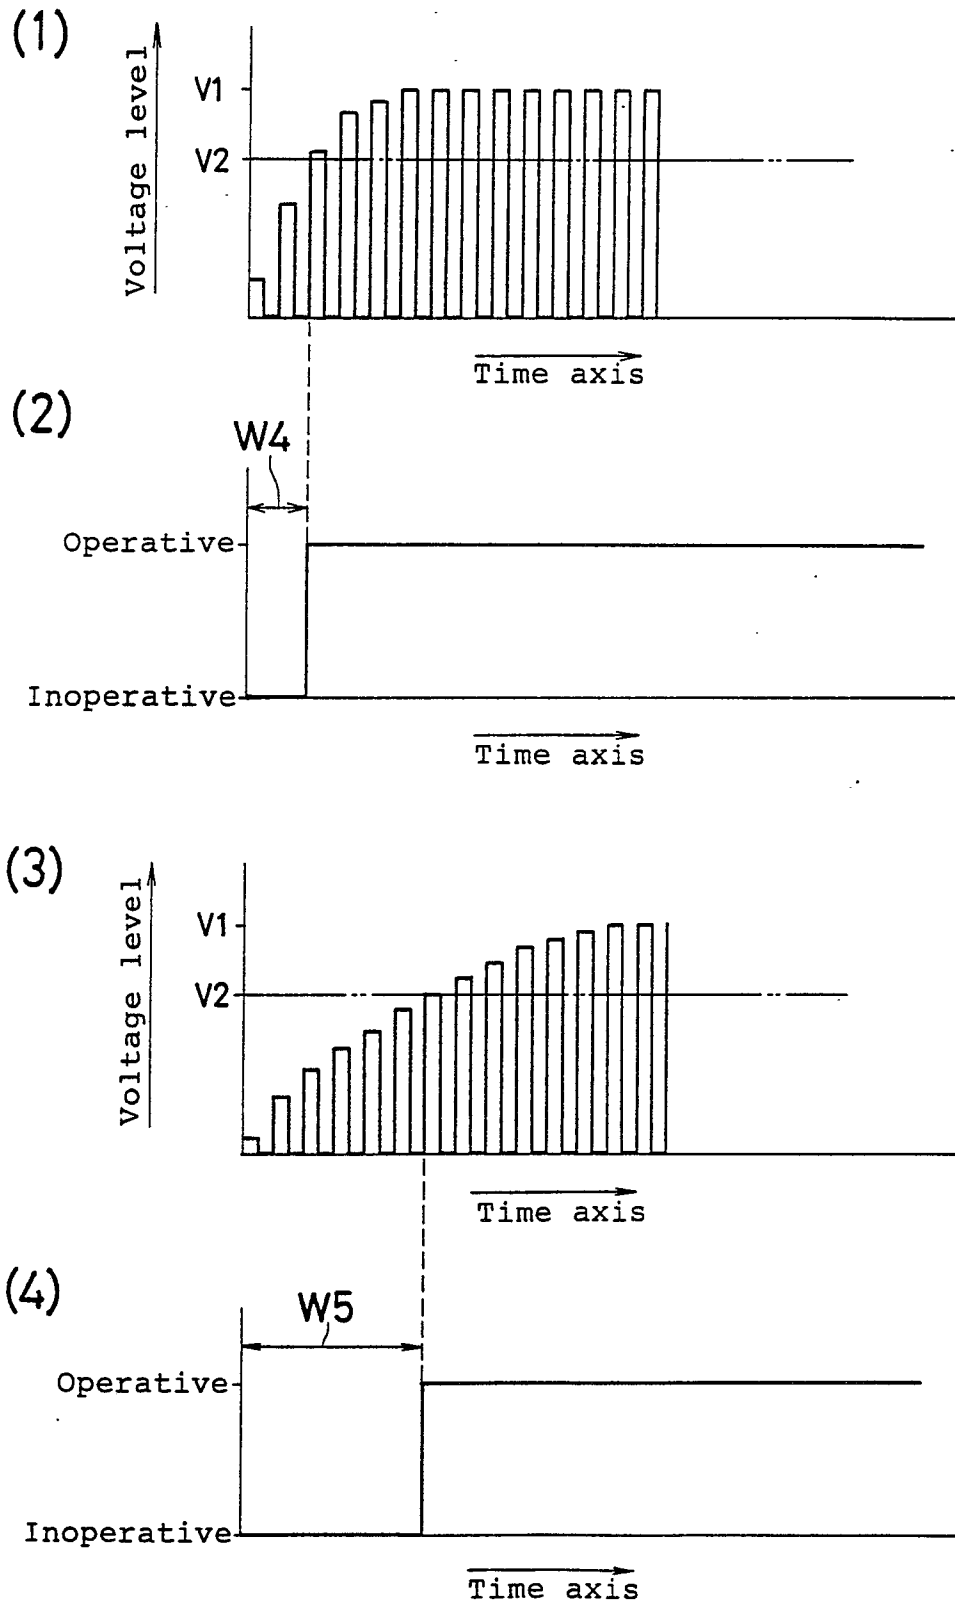 (1)
Voltage level
V1
V2
Time axis
(2)
W4
Operative
Inoperative
Time axis
(3)
Voltage level
V1
V2
Time axis
(4)
W5
Operative
Inoperative
Time axis